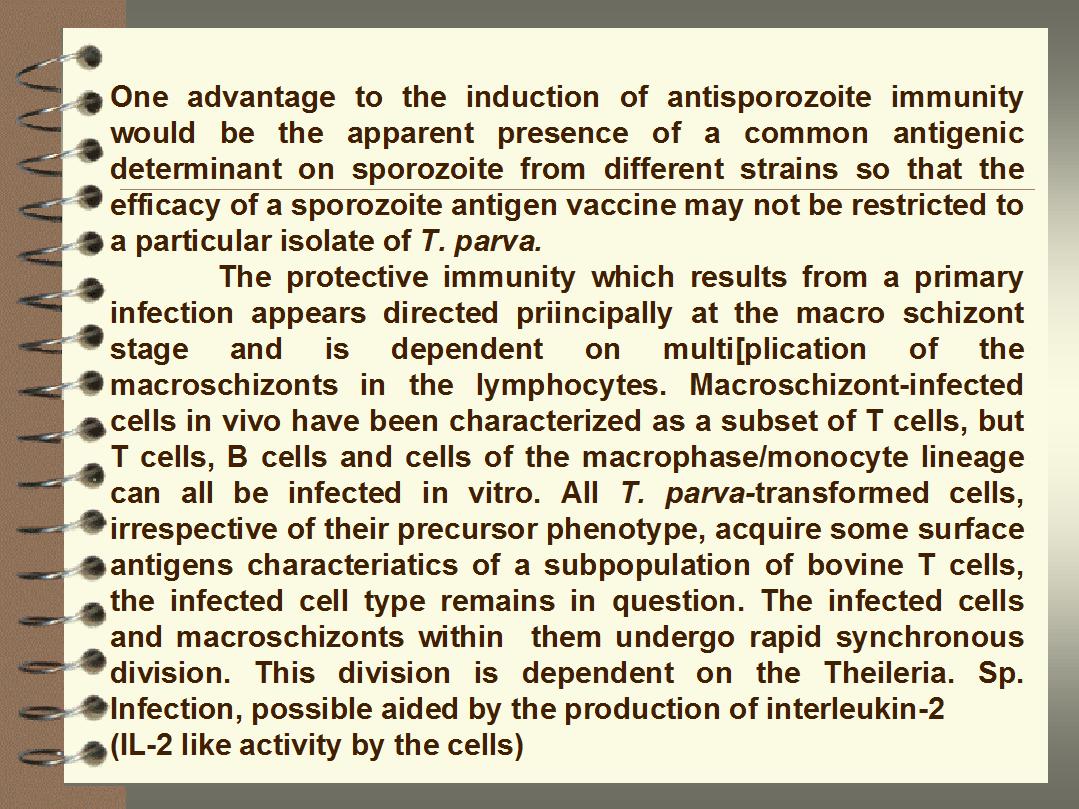 One advantage to the induction of antisporozoite immunity
would be the apparent presence of a common antigenic
determinant on sporozoite from different strains so that the
efficacy of a sporozoite antigen vaccine may not be restricted to
a particular isolate of T. parva.
The protective immunity which results from a primary
infection appears directed priincipally at the macro schizont
stage and is dependent on multi[plication of the
macroschizonts in the lymphocytes. Macroschizont-infected
cells in vivo have been characterized as a subset of T cells, but
T cells, B cells and cells of the macrophase/monocyte lineage
can all be infected in vitro. All T. parva-transformed cells,
irrespective of their precursor phenotype, acquire some surface
antigens characteriatics of a subpopulation of bovine T cells,
the infected cell type remains in question. The infected cells
and macroschizonts within them undergo rapid synchronous
division. This division is dependent on the Theileria. Sp.
Infection, possible aided by the production of interleukin-2
(IL-2 like activity by the cells)